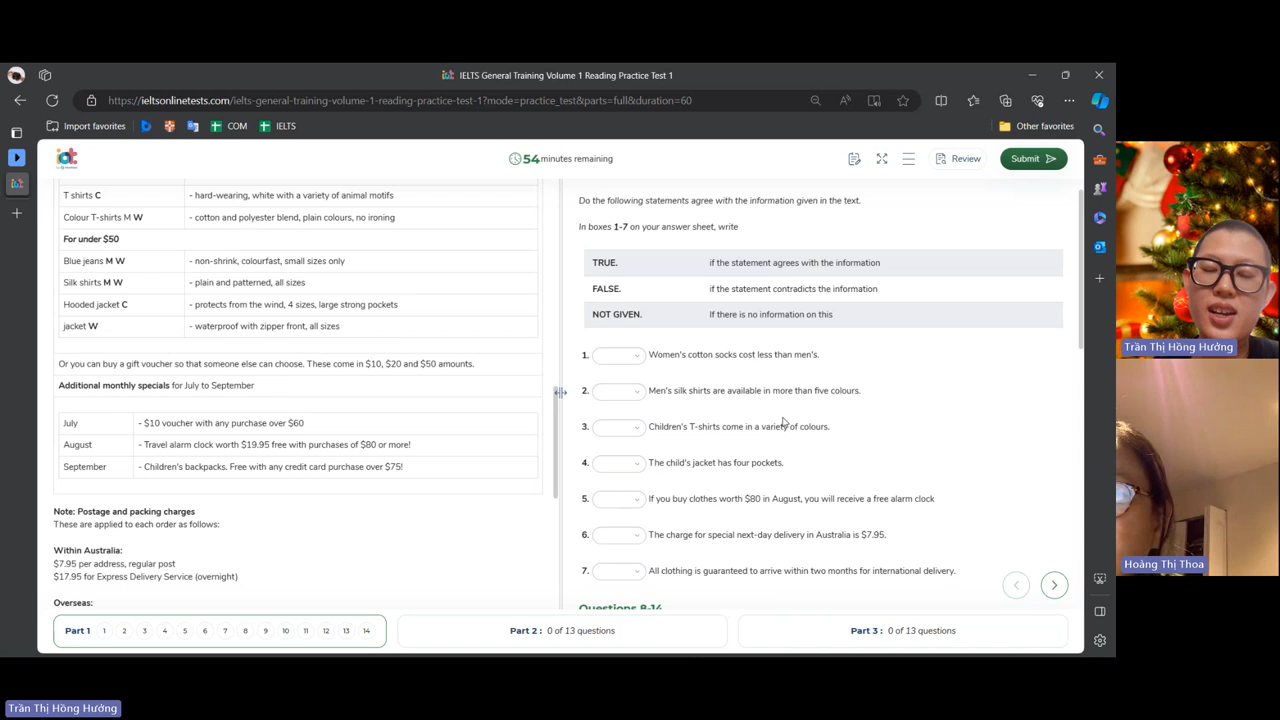 IELTS General Training Volume 1 Reading Practice Test 1
https://ieltsonlinetests.com/ielts-general-training-volume-1-reading-practice-test-1?mode=practice_test&parts=full&duration=60
Import favorites
COM
IELTS
Other favorites
iot
54 minutes remaining
Review
Submit
T shirts C - hard-wearing, white with a variety of animal motifs
Colour T-shirts M W - cotton and polyester blend, plain colours, no ironing
For under $50
Blue jeans M W - non-shrink, colourfast, small sizes only
Silk shirts M W - plain and patterned, all sizes
Hooded jacket C - protects from the wind, 4 sizes, large strong pockets
jacket W - waterproof with zipper front, all sizes
Or you can buy a gift voucher so that someone else can choose. These come in $10, $20 and $50 amounts.
Additional monthly specials for July to September
July - $10 voucher with any purchase over $60
August - Travel alarm clock worth $19.95 free with purchases of $80 or more!
September - Children's backpacks. Free with any credit card purchase over $75!
Note: Postage and packing charges
These are applied to each order as follows:
Within Australia:
$7.95 per address, regular post
$17.95 for Express Delivery Service (overnight)
Overseas:
Do the following statements agree with the information given in the text.
In boxes 1-7 on your answer sheet, write
TRUE. if the statement agrees with the information
FALSE. if the statement contradicts the information
NOT GIVEN. If there is no information on this
1. Women's cotton socks cost less than men's.
2. Men's silk shirts are available in more than five colours.
3. Children's T-shirts come in a variety of colours.
4. The child's jacket has four pockets.
5. If you buy clothes worth $80 in August, you will receive a free alarm clock
6. The charge for special next-day delivery in Australia is $7.95.
7. All clothing is guaranteed to arrive within two months for international delivery.
Questions 8-14
Part 1 1 2 3 4 5 6 7 8 9 10 11 12 13 14
Part 2 : 0 of 13 questions
Part 3 : 0 of 13 questions
Trần Thị Hồng Hưởng
Hoàng Thị Thoa
Trần Thị Hồng Hưởng